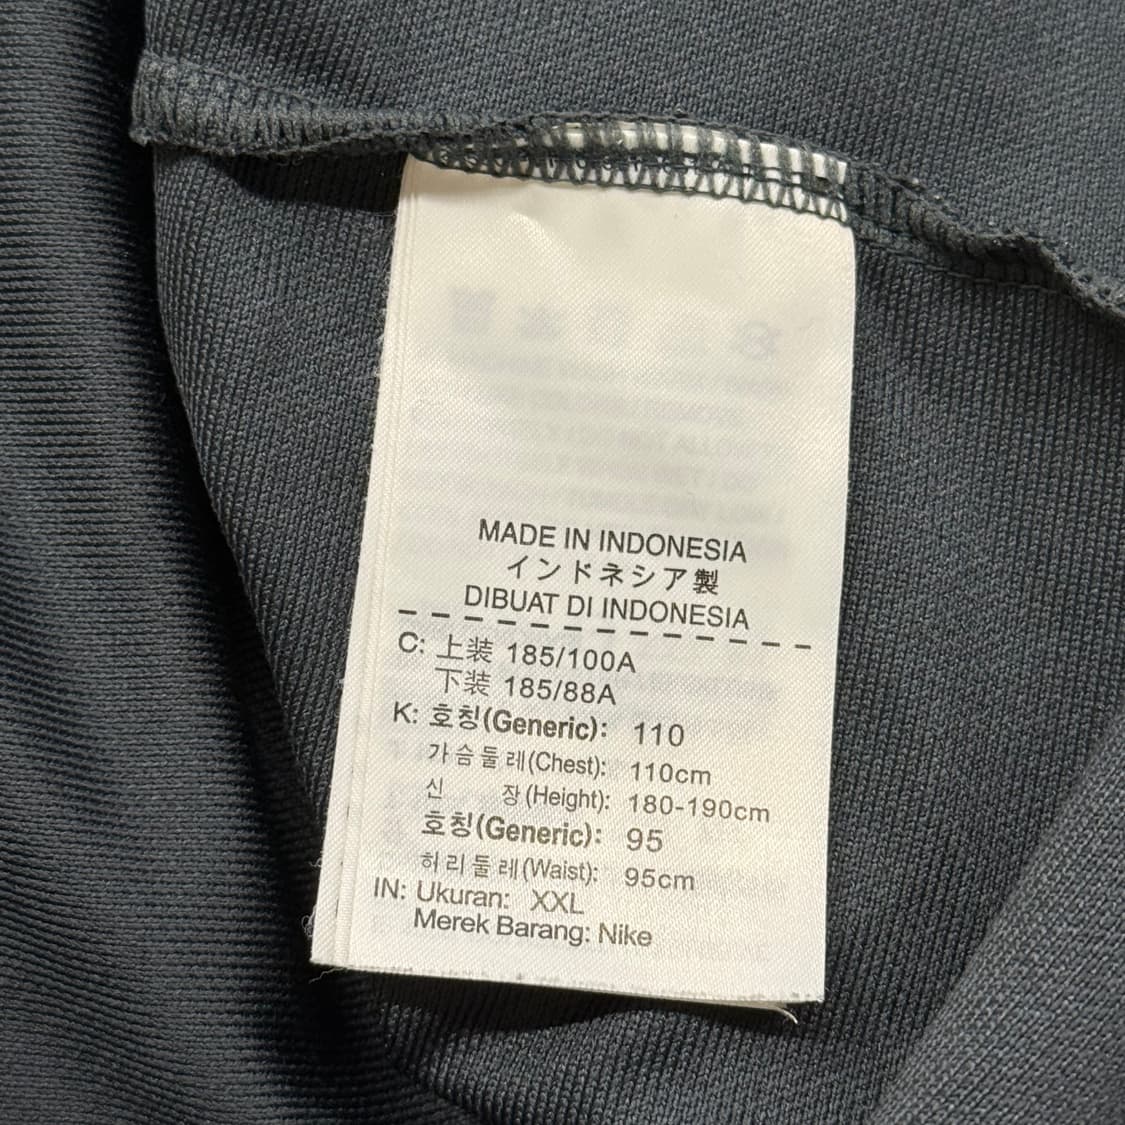 MADE IN INDONESIA
インドネシア製
DIBUAT DI INDONESIA
C: 上装 185/100A
下装 185/88A
K: 호칭(Generic): 110
가슴둘레(Chest): 110cm
신 장(Height): 180-190cm
호칭(Generic): 95
허리둘레(Waist): 95cm
IN: Ukuran: XXL
Merek Barang: Nike